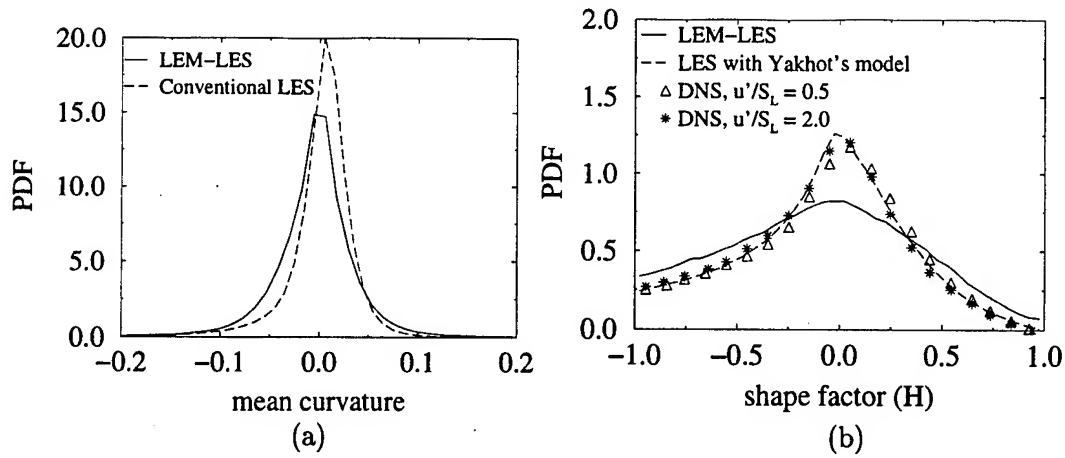 20.0
15.0
10.0
5.0
0.0
PDF
LEM−LES
Conventional LES
−0.2
−0.1
0.0
0.1
0.2
mean curvature
(a)
2.0
1.5
1.0
0.5
0.0
PDF
LEM−LES
LES with Yakhot's model
DNS, u'/S_L = 0.5
DNS, u'/S_L = 2.0
−1.0
−0.5
0.0
0.5
1.0
shape factor (H)
(b)